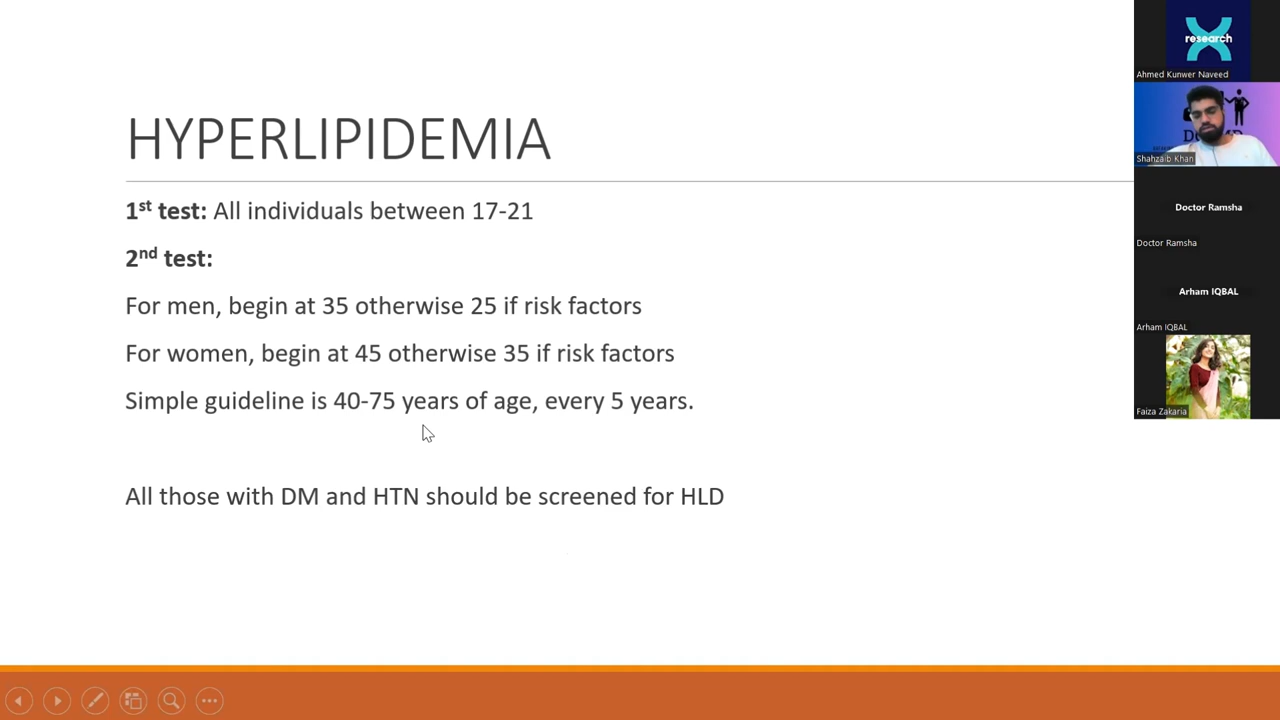 HYPERLIPIDEMIA
1st test: All individuals between 17-21
2nd test:
For men, begin at 35 otherwise 25 if risk factors
For women, begin at 45 otherwise 35 if risk factors
Simple guideline is 40-75 years of age, every 5 years.
All those with DM and HTN should be screened for HLD
research
Ahmed Kunwer Naveed
Shahzaib Khan
Doctor Ramsha
Doctor Ramsha
Arham IQBAL
Arham IQBAL
Faiza Zakaria